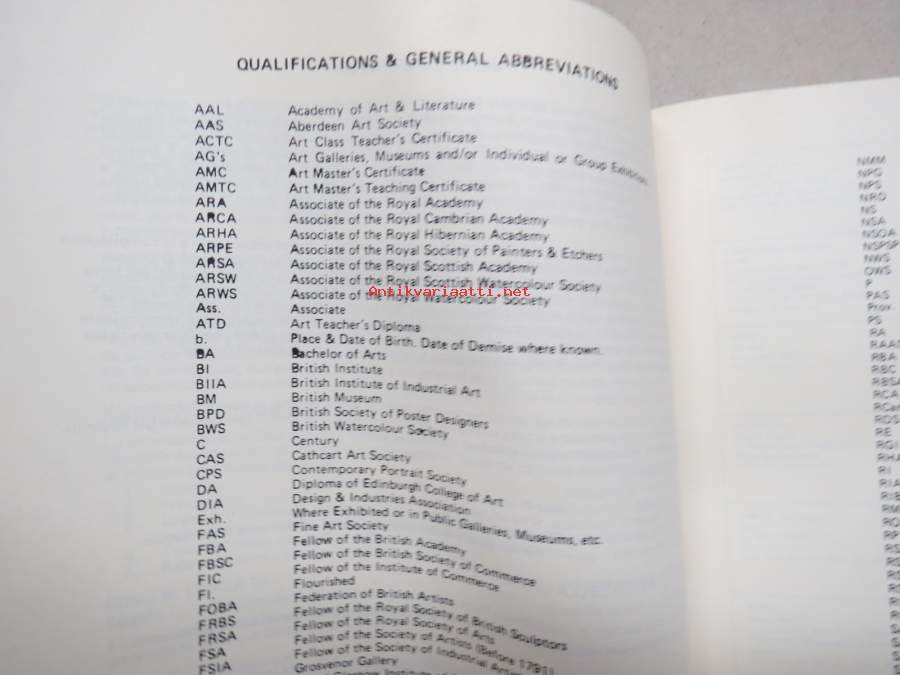 QUALIFICATIONS & GENERAL ABBREVIATIONS
AAL Academy of Art & Literature
AAS Aberdeen Art Society
ACTC Art Class Teacher's Certificate
AG's Art Galleries, Museums and/or Individual or Group Exhibition
AMC Art Master's Certificate
AMTC Art Master's Teaching Certificate
ARA Associate of the Royal Academy
ARCA Associate of the Royal Cambrian Academy
ARHA Associate of the Royal Hibernian Academy
ARPE Associate of the Royal Society of Painters & Etchers
ARSA Associate of the Royal Scottish Academy
ARSW Associate of the Royal Scottish Watercolour Society
ARWS Associate of the Royal Watercolour Society
Antikvariaatti.net
Ass. Associate
ATD Art Teacher's Diploma
b. Place & Date of Birth. Date of Demise where known.
BA Bachelor of Arts
BI British Institute
BIIA British Institute of Industrial Art
BM British Museum
BPD British Society of Poster Designers
BWS British Watercolour Society
C Century
CAS Cathcart Art Society
CPS Contemporary Portrait Society
DA Diploma of Edinburgh College of Art
DIA Design & Industries Association
Exh. Where Exhibited or in Public Galleries, Museums, etc.
FAS Fine Art Society
FBA Fellow of the British Academy
FBSC Fellow of the British Society of Commerce
FIC Fellow of the Institute of Commerce
Fl. Flourished
FOBA Federation of British Artists
FRBS Fellow of the Royal Society of British Sculptors
FRSA Fellow of the Royal Society of Arts
FSA Fellow of the Society of Artists (Before 1791)
FSIA Fellow of the Society of Industrial
Grosvenor Gallery
NMM
NPG
NPS
NRD
NS
NSA
NSOA
NSPSP
NWS
OWS
P
PAS
Prov.
PS
RA
RAAS
RBA
RBC
RBSA
RCA
RCam
RDS
RE
RGI
RHA
RI